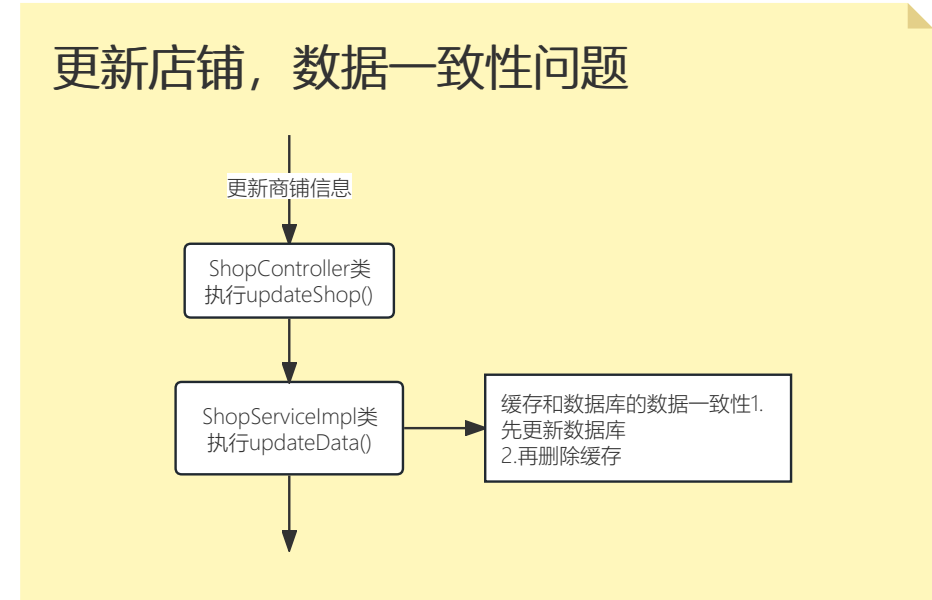 更新店铺，数据一致性问题
更新商铺信息
ShopController类
执行updateShop()
ShopServiceImpl类
执行updateData()
缓存和数据库的数据一致性1.
先更新数据库
2.再删除缓存